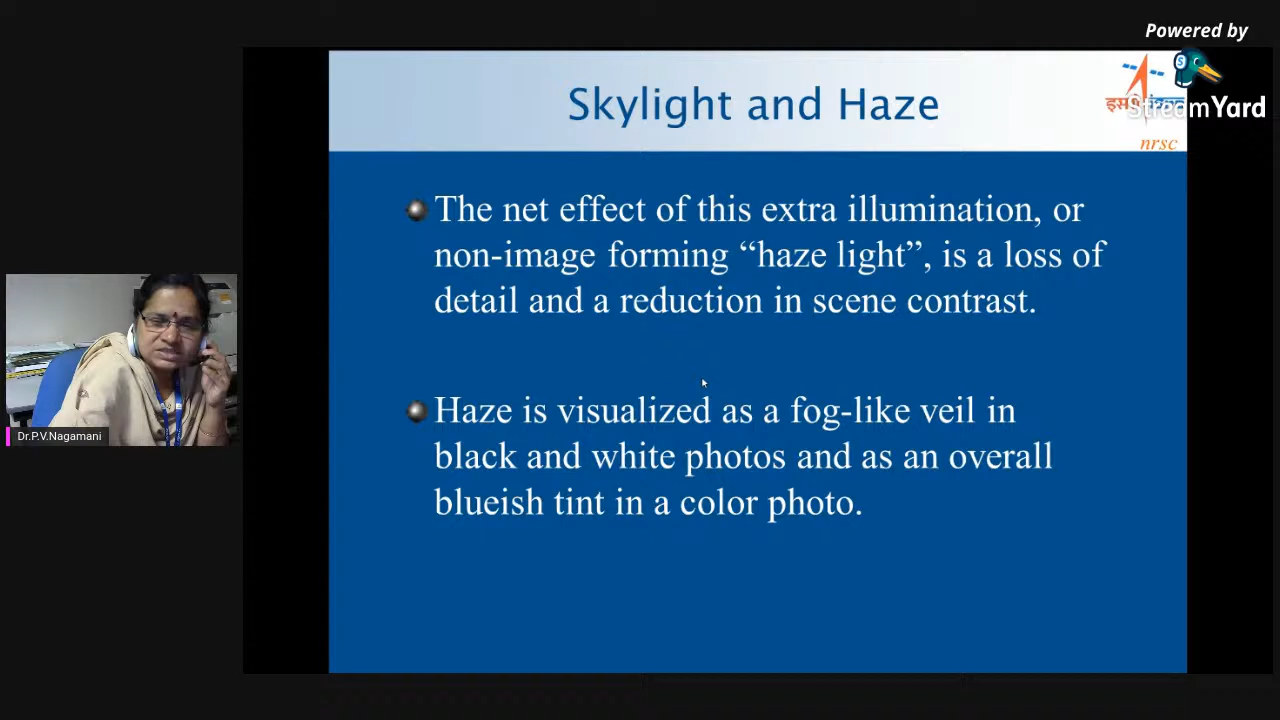 Powered by
StreamYard
Skylight and Haze
nrsc
The net effect of this extra illumination, or
non-image forming “haze light”, is a loss of
detail and a reduction in scene contrast.
Haze is visualized as a fog-like veil in
black and white photos and as an overall
blueish tint in a color photo.
Dr.P.V.Nagamani